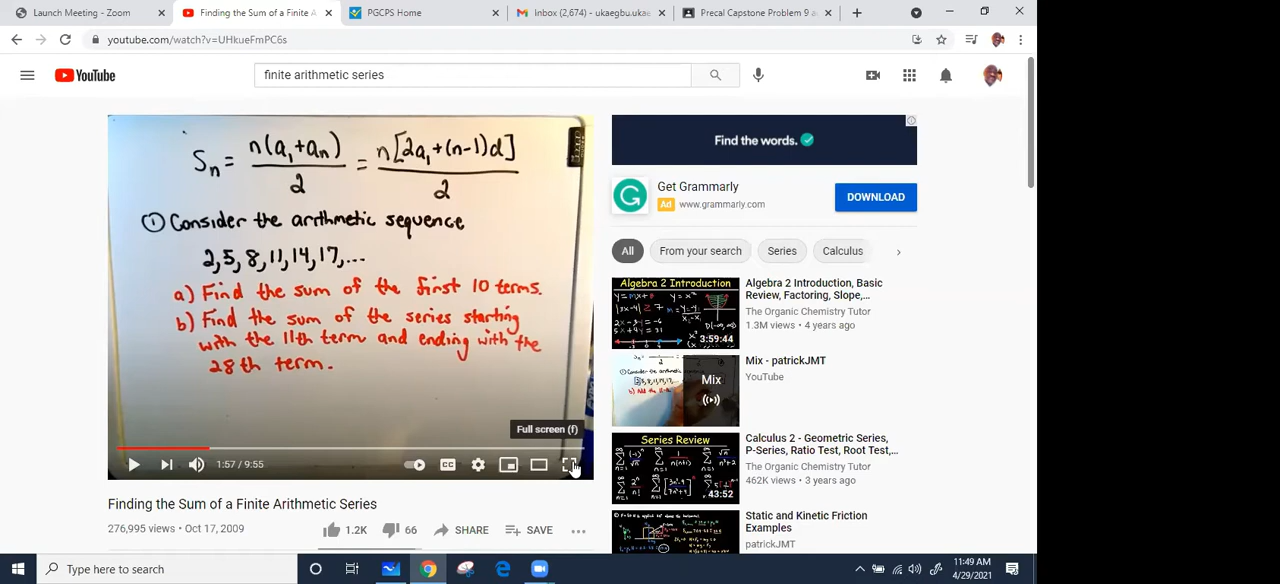 Launch Meeting - Zoom
Finding the Sum of a Finite A
PGCPS Home
Inbox (2,674) - ukaegbu.ukae
Precal Capstone Problem 9 a
youtube.com/watch?v=UHkueFmPC6s
YouTube
finite arithmetic series
Sn = n(a1+an)/2 = n[2a1+(n-1)d]/2
① Consider the arithmetic sequence
2,5,8,11,14,17,...
a) Find the sum of the first 10 terms.
b) Find the sum of the series starting
with the 11th term and ending with the
28th term.
Full screen (f)
1:57 / 9:55
CC
Finding the Sum of a Finite Arithmetic Series
276,995 views • Oct 17, 2009
1.2K
66
SHARE
SAVE
Find the words.
Get Grammarly
Ad www.grammarly.com
DOWNLOAD
All
From your search
Series
Calculus
Algebra 2 Introduction
3:59:44
Algebra 2 Introduction, Basic
Review, Factoring, Slope,...
The Organic Chemistry Tutor
1.3M views • 4 years ago
Mix
Mix - patrickJMT
YouTube
Series Review
43:52
Calculus 2 - Geometric Series,
P-Series, Ratio Test, Root Test,...
The Organic Chemistry Tutor
462K views • 3 years ago
Static and Kinetic Friction
Examples
patrickJMT
Type here to search
11:49 AM
4/29/2021